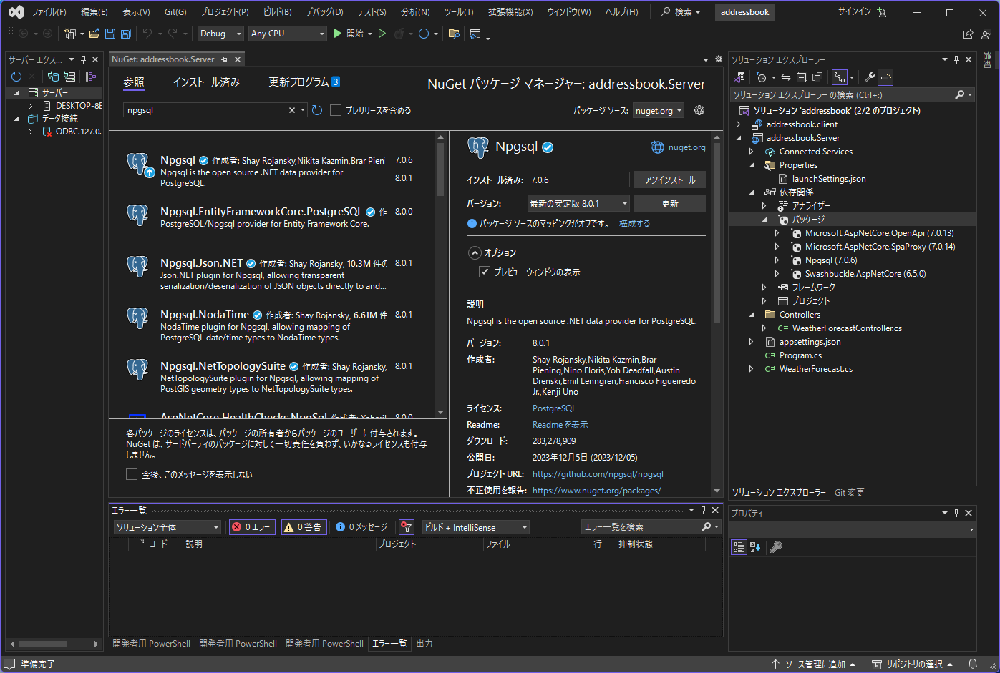 ファイル(F) 編集(E) 表示(V) Git(G) プロジェクト(P) ビルド(B) デバッグ(D) テスト(S) 分析(N) ツール(T) 拡張機能(X) ウィンドウ(W) ヘルプ(H) 検索 addressbook サインイン
Debug Any CPU 開始
サーバー エクス...
サーバー
DESKTOP-8E
データ接続
ODBC.127.0.
NuGet: addressbook.Server
参照 インストール済み 更新プログラム 3
NuGet パッケージ マネージャー: addressbook.Server
npgsql プレリリースを含める パッケージ ソース: nuget.org
Npgsql 作成者: Shay Rojansky,Nikita Kazmin,Brar Pien 7.0.6
Npgsql is the open source .NET data provider for PostgreSQL. 8.0.1
Npgsql.EntityFrameworkCore.PostgreSQL 作 8.0.0
PostgreSQL/Npgsql provider for Entity Framework Core.
Npgsql.Json.NET 作成者: Shay Rojansky, 10.3M 件の 8.0.1
Json.NET plugin for Npgsql, allowing transparent
serialization/deserialization of JSON objects directly to and...
Npgsql.NodaTime 作成者: Shay Rojansky, 6.61M 件 8.0.1
NodaTime plugin for Npgsql, allowing mapping of
PostgreSQL date/time types to NodaTime types.
Npgsql.NetTopologySuite 作成者: Shay Rojansky, 8.0.1
NetTopologySuite plugin for Npgsql, allowing mapping of
PostGIS geometry types to NetTopologySuite types.
AspNetCore.HealthChecks.NpgSql 作成者: Xabaril 8.0.0
各パッケージのライセンスは、パッケージの所有者からパッケージのユーザーに付与されます。
NuGet は、サードパーティのパッケージに対して一切責任を負わず、いかなるライセンスも付与
しません。
今後、このメッセージを表示しない
Npgsql nuget.org
インストール済み: 7.0.6 アンインストール
バージョン: 最新の安定版 8.0.1 更新
パッケージ ソースのマッピングがオフです。 構成する
オプション
プレビュー ウィンドウの表示
説明
Npgsql is the open source .NET data provider for PostgreSQL.
バージョン: 8.0.1
作成者: Shay Rojansky,Nikita Kazmin,Brar
Piening,Nino Floris,Yoh Deadfall,Austin
Drenski,Emil Lenngren,Francisco Figueiredo
Jr.,Kenji Uno
ライセンス: PostgreSQL
Readme: Readme を表示
ダウンロード: 283,278,909
公開日: 2023年12月5日 (2023/12/05)
プロジェクト URL: https://github.com/npgsql/npgsql
不正使用を報告: https://www.nuget.org/packages/
ソリューション エクスプローラー
ソリューション エクスプローラー の検索 (Ctrl+:)
ソリューション 'addressbook' (2/2 のプロジェクト)
addressbook.client
addressbook.Server
Connected Services
Properties
launchSettings.json
依存関係
アナライザー
パッケージ
Microsoft.AspNetCore.OpenApi (7.0.13)
Microsoft.AspNetCore.SpaProxy (7.0.14)
Npgsql (7.0.6)
Swashbuckle.AspNetCore (6.5.0)
フレームワーク
プロジェクト
Controllers
C# WeatherForecastController.cs
appsettings.json
C# Program.cs
C# WeatherForecast.cs
ソリューション エクスプローラー Git 変更
通知
エラー一覧
ソリューション全体 0 エラー 0 警告 0 メッセージ ビルド + IntelliSense エラー一覧を検索
コード 説明 プロジェクト ファイル 行 抑制状態
開発者用 PowerShell 開発者用 PowerShell 開発者用 PowerShell エラー一覧 出力
プロパティ
準備完了 ソース管理に追加 リポジトリの選択